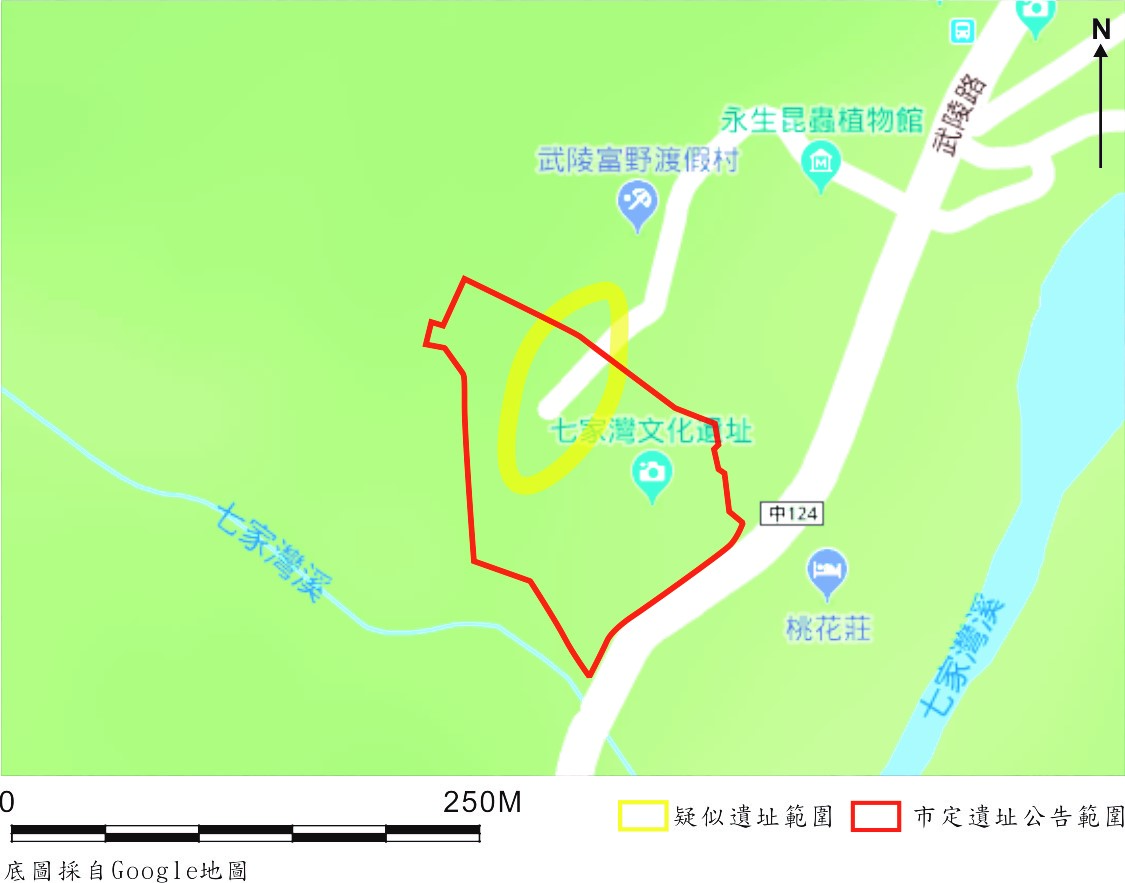 N
武陵路
永生昆蟲植物館
武陵富野渡假村
七家灣文化遺址
中124
七家灣溪
桃花莊
七家灣溪
0 250M
疑似遺址範圍 市定遺址公告範圍
底圖採自Google地圖